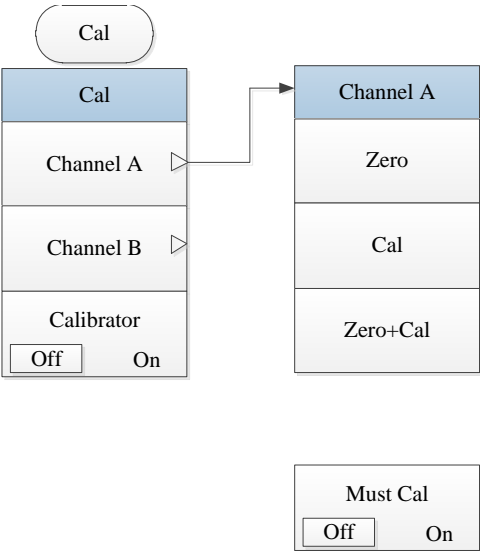 Cal
Cal
Channel A
Channel B
Calibrator
Off On
Channel A
Zero
Cal
Zero+Cal
Must Cal
Off On